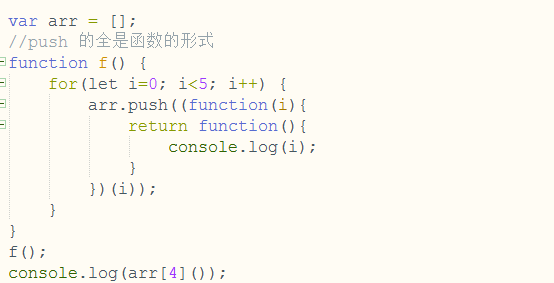 var arr = [];
//push 的全是函数的形式
function f() {
    for(let i=0; i<5; i++) {
        arr.push((function(i){
            return function(){
                console.log(i);
            }
        })(i));
    }
}
f();
console.log(arr[4]());